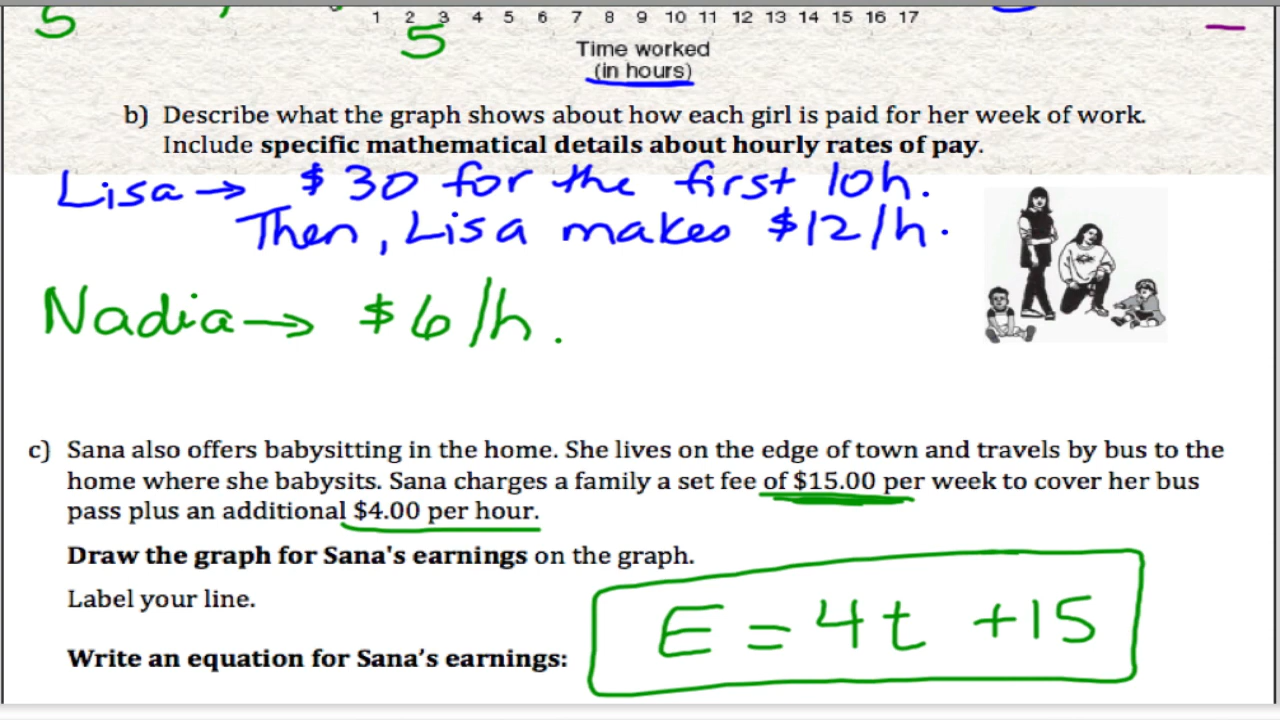 5
1 2 3 4 5 6 7 8 9 10 11 12 13 14 15 16 17
5
Time worked
(in hours)
b) Describe what the graph shows about how each girl is paid for her week of work.
Include specific mathematical details about hourly rates of pay.
Lisa → $30 for the first 10h.
Then, Lisa makes $12/h.
Nadia → $6/h.
c) Sana also offers babysitting in the home. She lives on the edge of town and travels by bus to the
home where she babysits. Sana charges a family a set fee of $15.00 per week to cover her bus
pass plus an additional $4.00 per hour.
Draw the graph for Sana's earnings on the graph.
Label your line.
Write an equation for Sana’s earnings:
E = 4t +15